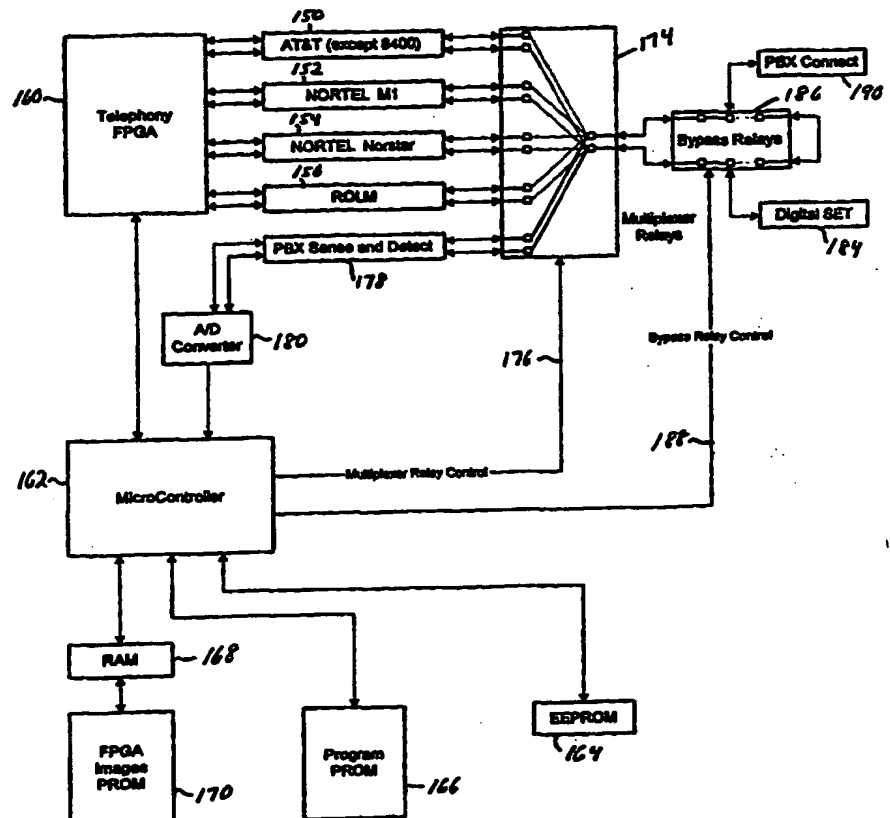 150
AT&T (except 8400)
174
PBX Connect
152
190
160
Telephony
FPGA
NORTEL M1
186
Bypass Relays
154
NORTEL Norstar
156
ROLM
Multiplexer
Relays
Digital SET
184
PBX Sense and Detect
178
A/D
Converter
180
176
Bypass Relay Control
188
162
Multiplexer Relay Control
MicroController
RAM
168
EEPROM
164
FPGA
Images
PROM
170
Program
PROM
166